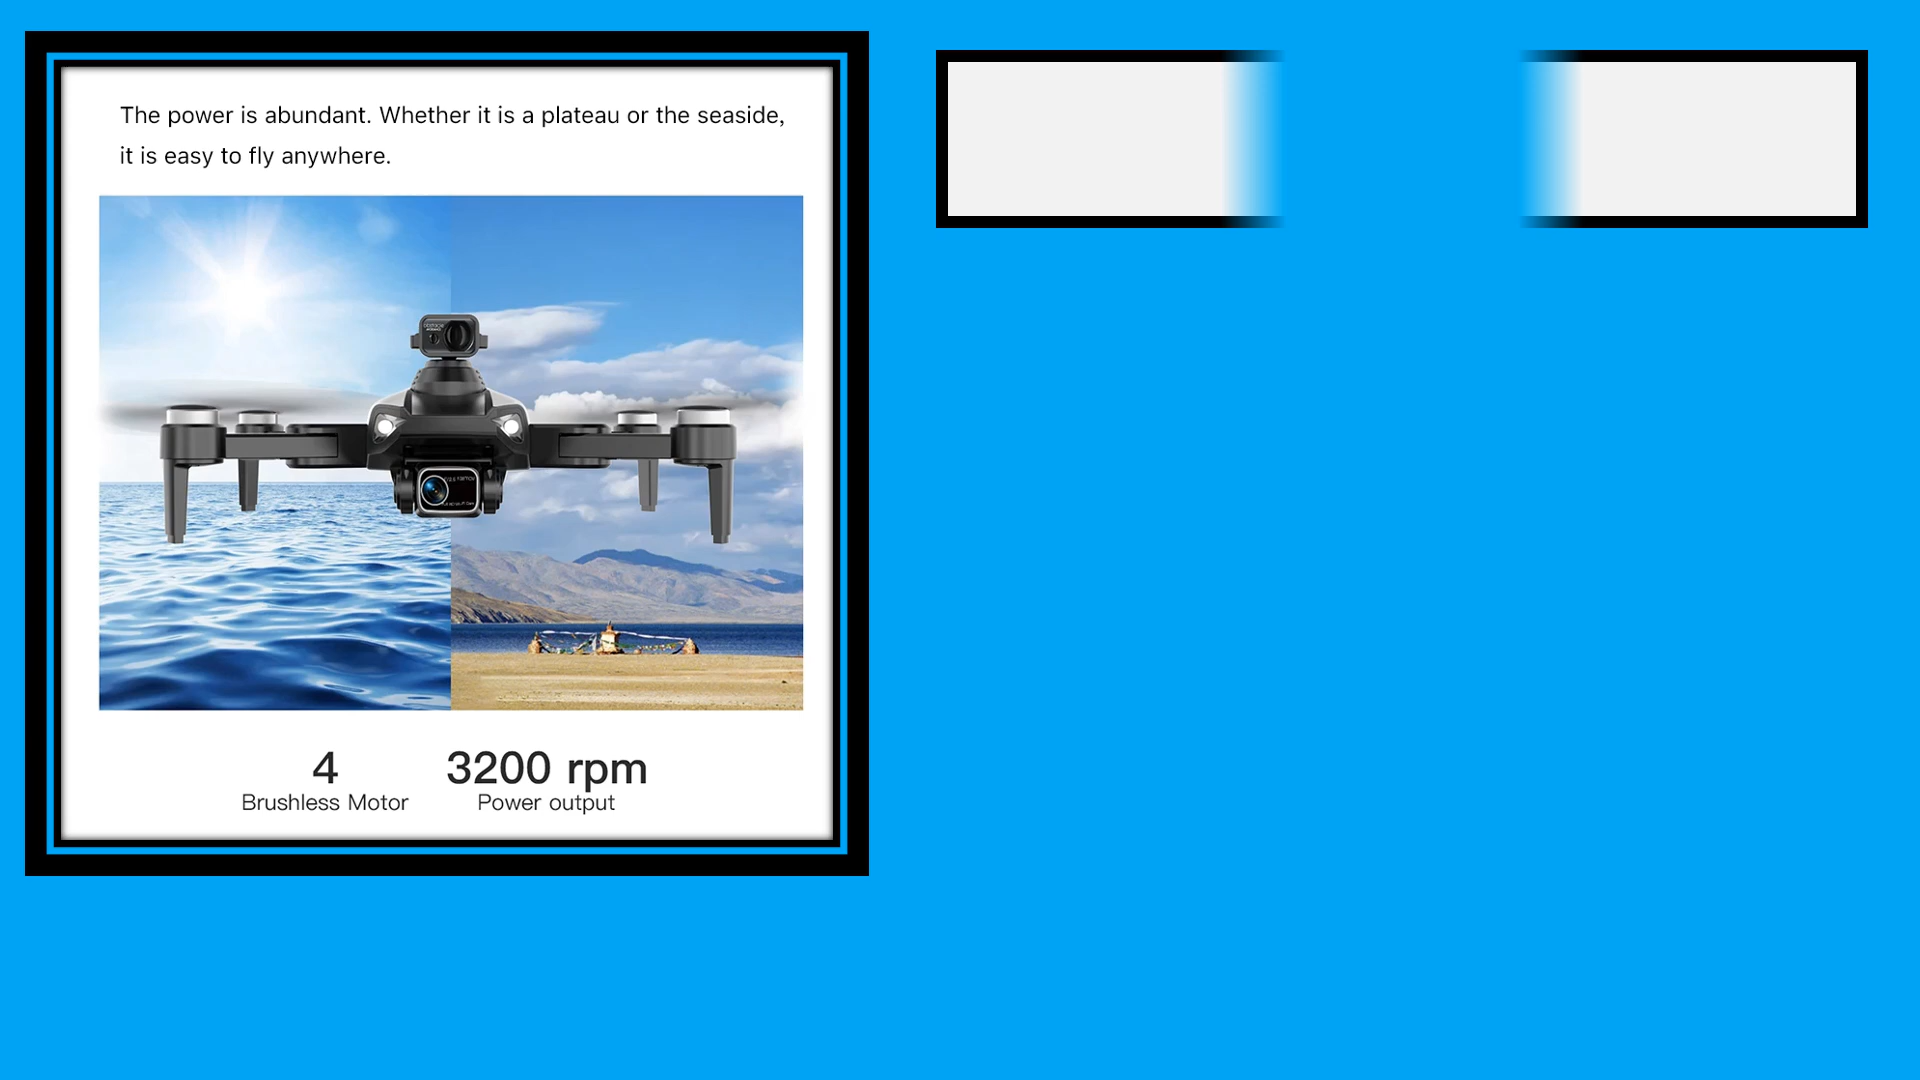 The power is abundant. Whether it is a plateau or the seaside,
it is easy to fly anywhere.
4
Brushless Motor
3200 rpm
Power output